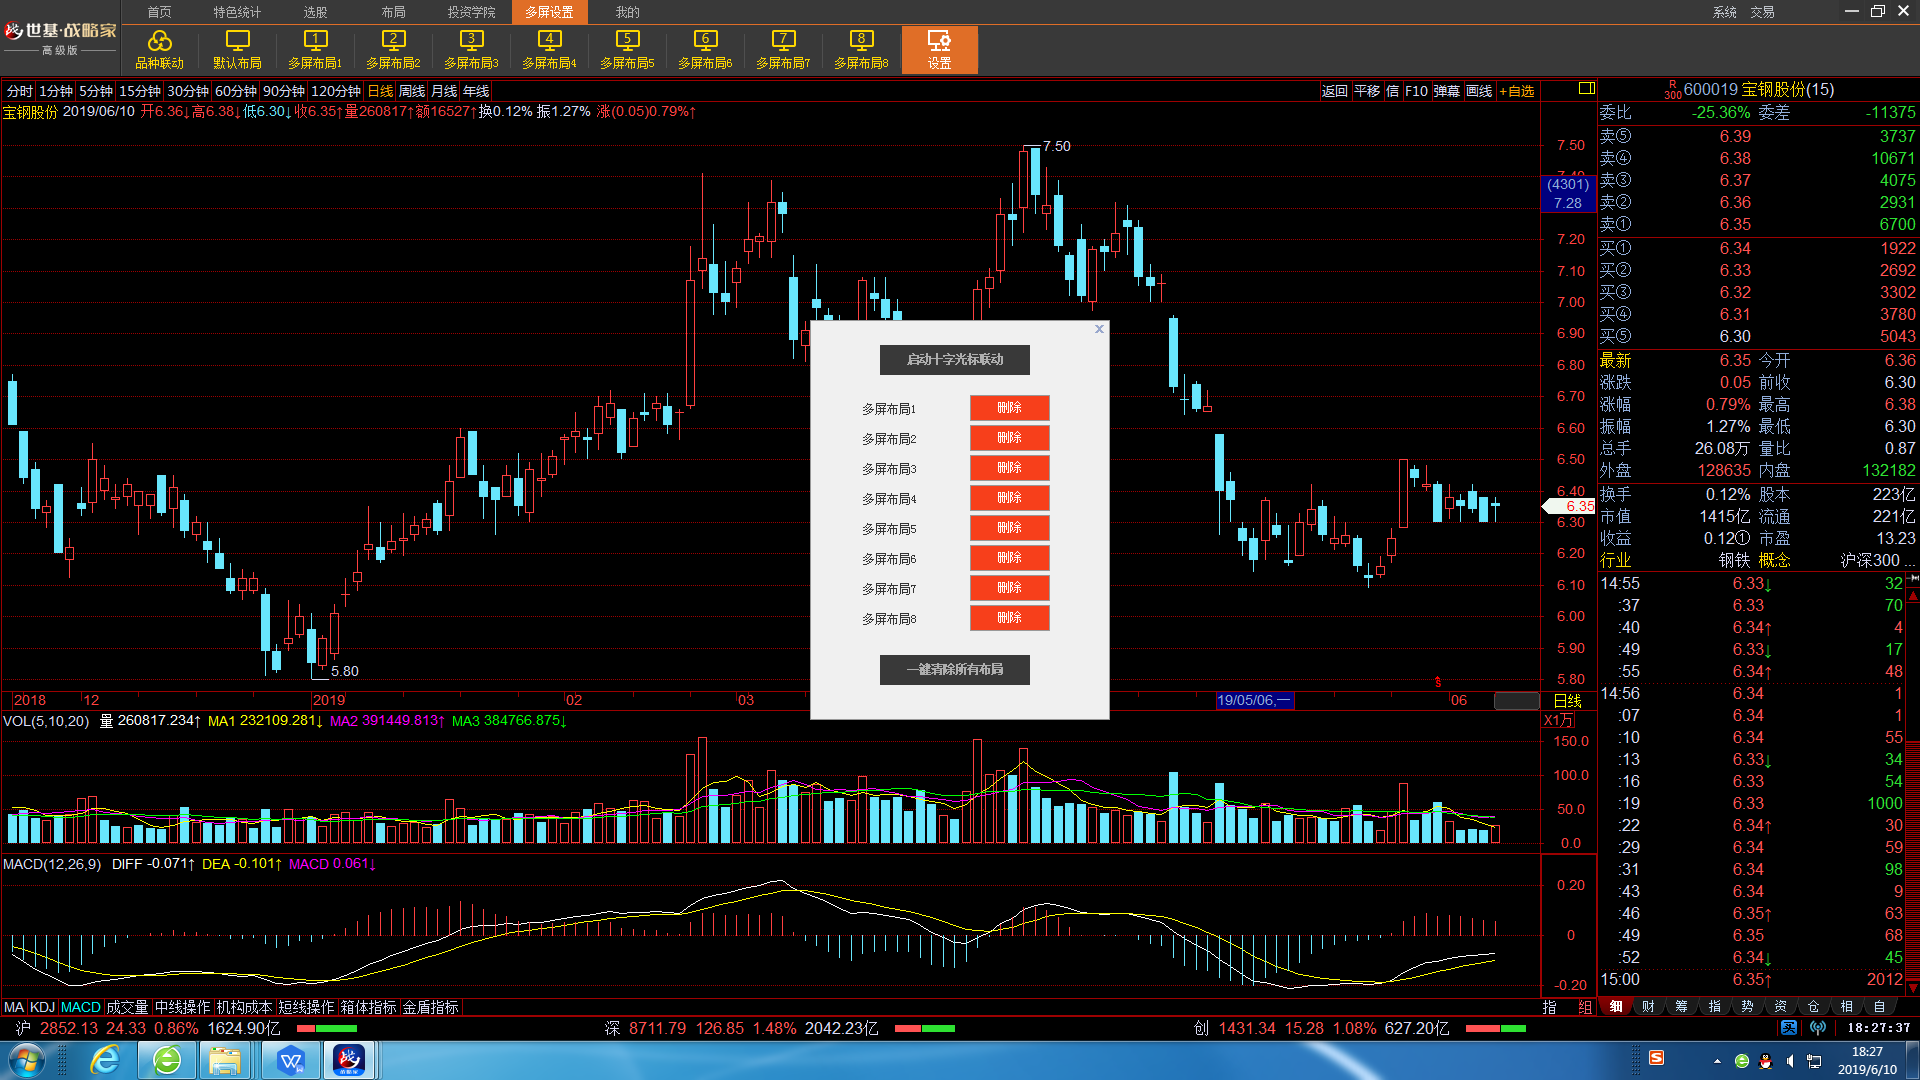 首页 特色统计 选股 布局 投资学院 多屏设置 我的 系统 交易
世基·战略家
高级版
品种联动 默认布局 多屏布局1 多屏布局2 多屏布局3 多屏布局4 多屏布局5 多屏布局6 多屏布局7 多屏布局8 设置
分时 1分钟 5分钟 15分钟 30分钟 60分钟 90分钟 120分钟 日线 周线 月线 年线 返回 平移 信 F10 弹幕 画线 +自选
宝钢股份 2019/06/10 开6.36↓高6.38↓低6.30↓收6.35↑量260817↑额16527↑换0.12% 振1.27% 涨(0.05)0.79%↑
R 300 600019 宝钢股份(15)
委比 -25.36% 委差 -11375
卖⑤ 6.39 3737
卖④ 6.38 10671
卖③ 6.37 4075
卖② 6.36 2931
卖① 6.35 6700
买① 6.34 1922
买② 6.33 2692
买③ 6.32 3302
买④ 6.31 3780
买⑤ 6.30 5043
最新 6.35 今开 6.36
涨跌 0.05 前收 6.30
涨幅 0.79% 最高 6.38
振幅 1.27% 最低 6.30
总手 26.08万 量比 0.87
外盘 128635 内盘 132182
换手 0.12% 股本 223亿
市值 1415亿 流通 221亿
收益 0.12① 市盈 13.23
行业 钢铁 概念 沪深300 ...
14:55 6.33↓ 32
:37 6.33 70
:40 6.34↑ 4
:49 6.33↓ 17
:55 6.34↑ 48
14:56 6.34 1
:07 6.34 1
:10 6.34 55
:13 6.33↓ 34
:16 6.33 54
:19 6.33 1000
:22 6.34↑ 30
:29 6.34 59
:31 6.34 98
:43 6.34 9
:46 6.35↑ 63
:49 6.35 68
:52 6.34↓ 45
15:00 6.35↑ 2012
细 财 筹 指 势 资 仓 相 自
7.50
5.80
7.50
(4301)
7.28
7.20
7.10
7.00
6.90
6.80
6.70
6.60
6.50
6.40
6.35
6.30
6.20
6.10
6.00
5.90
5.80
x
启动十字光标联动
多屏布局1 删除
多屏布局2 删除
多屏布局3 删除
多屏布局4 删除
多屏布局5 删除
多屏布局6 删除
多屏布局7 删除
多屏布局8 删除
一键清除所有布局
2018 12 2019 02 03 19/05/06,一 06 日线
VOL(5,10,20) 量 260817.234↑ MA1 232109.281↓ MA2 391449.813↑ MA3 384766.875↓
X1万
150.0
100.0
50.0
0.0
MACD(12,26,9) DIFF -0.071↑ DEA -0.101↑ MACD 0.061↓
0.20
0
-0.20
MA KDJ MACD 成交量 中线操作 机构成本 短线操作 箱体指标 金盾指标 指 组
沪 2852.13 24.33 0.86% 1624.90亿 深 8711.79 126.85 1.48% 2042.23亿 创 1431.34 15.28 1.08% 627.20亿 买 18:27:37
18:27
2019/6/10